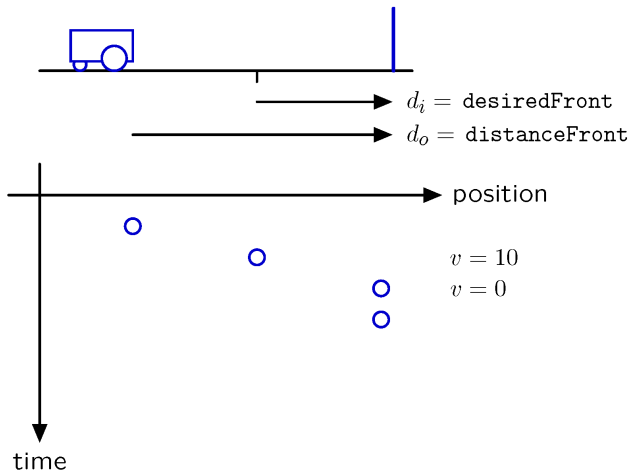 d_i = desiredFront
d_o = distanceFront
position
v = 10
v = 0
time